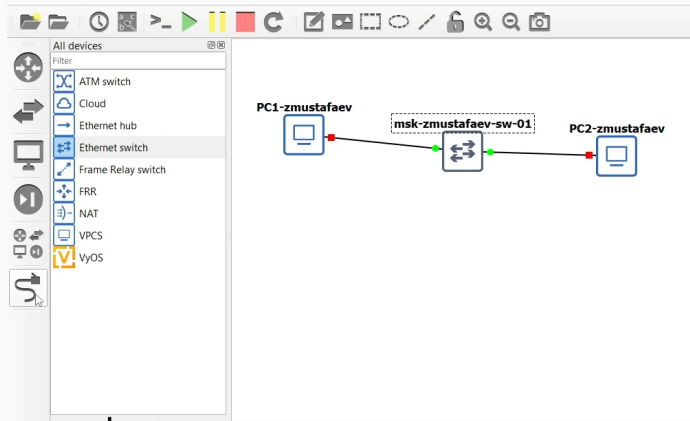 All devices
Filter
ATM switch
Cloud
Ethernet hub
Ethernet switch
Frame Relay switch
FRR
NAT
VPCS
VyOS
PC1-zmustafaev
msk-zmustafaev-sw-01
PC2-zmustafaev